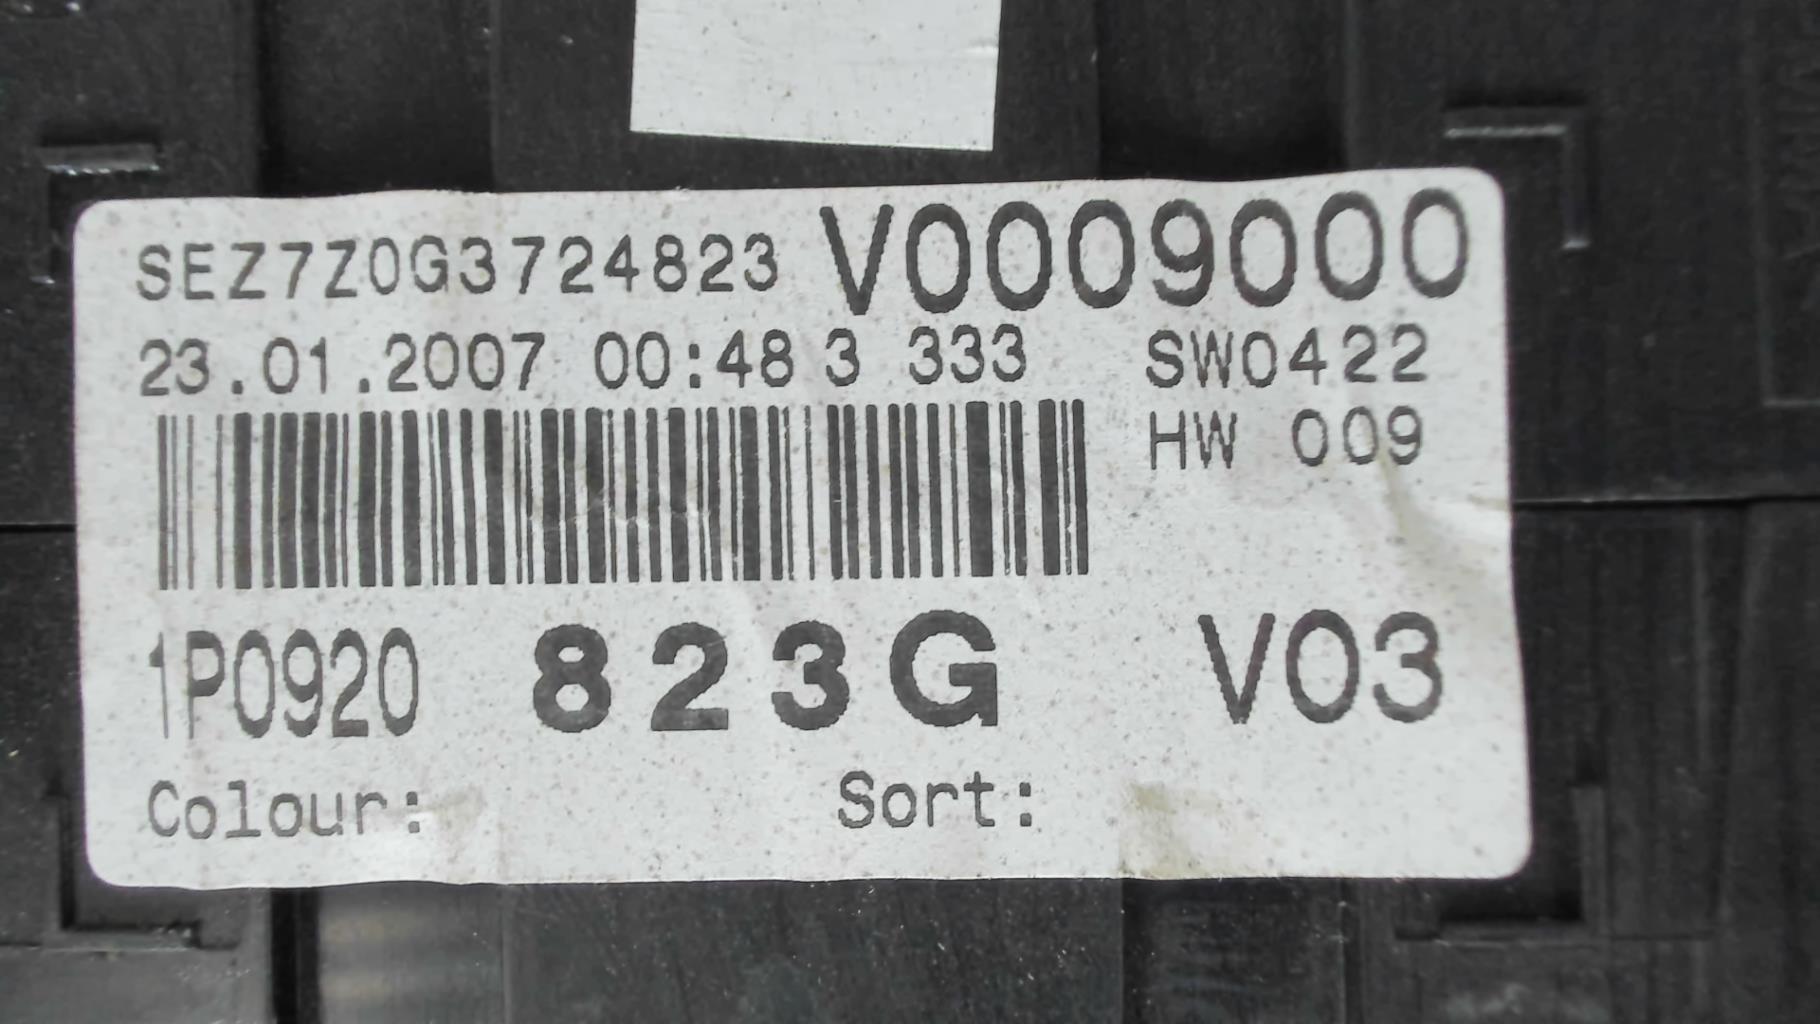 SEZ7Z0G3724823 V0009000
23.01.2007 00:48 3 333 SW0422
HW 009
1P0920 823G V03
Colour: Sort: